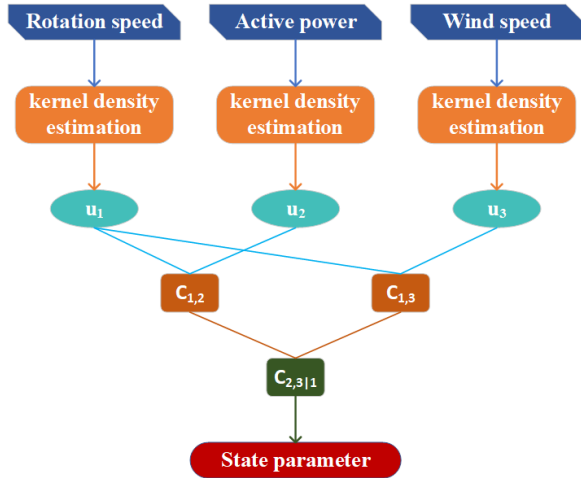 Rotation speed
Active power
Wind speed
kernel density
estimation
kernel density
estimation
kernel density
estimation
u₁
u₂
u₃
C₁,₂
C₁,₃
C₂,₃|₁
State parameter